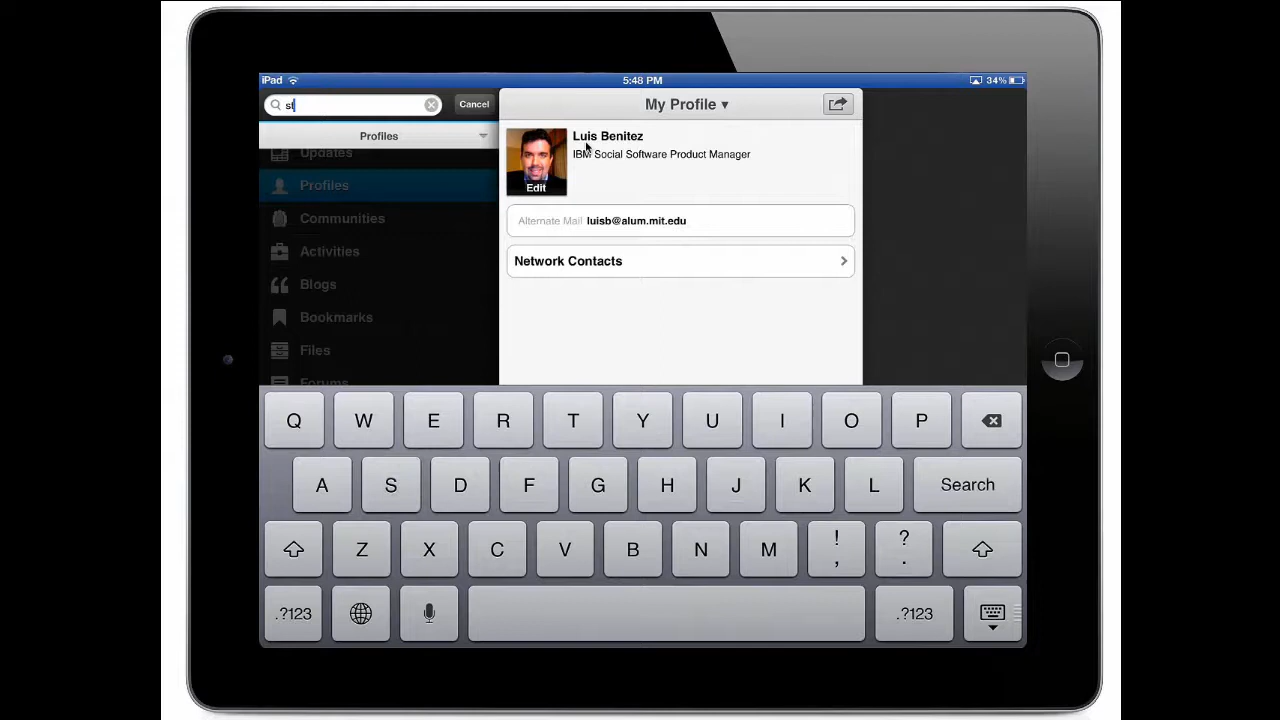 iPad
5:48 PM
34%
st
Cancel
My Profile ▾
Profiles
Updates
Profiles
Communities
Activities
Blogs
Bookmarks
Files
Forums
Luis Benitez
IBM Social Software Product Manager
Edit
Alternate Mail luisb@alum.mit.edu
Network Contacts
Q W E R T Y U I O P
A S D F G H J K L Search
Z X C V B N M ! , ? .
.?123 .?123